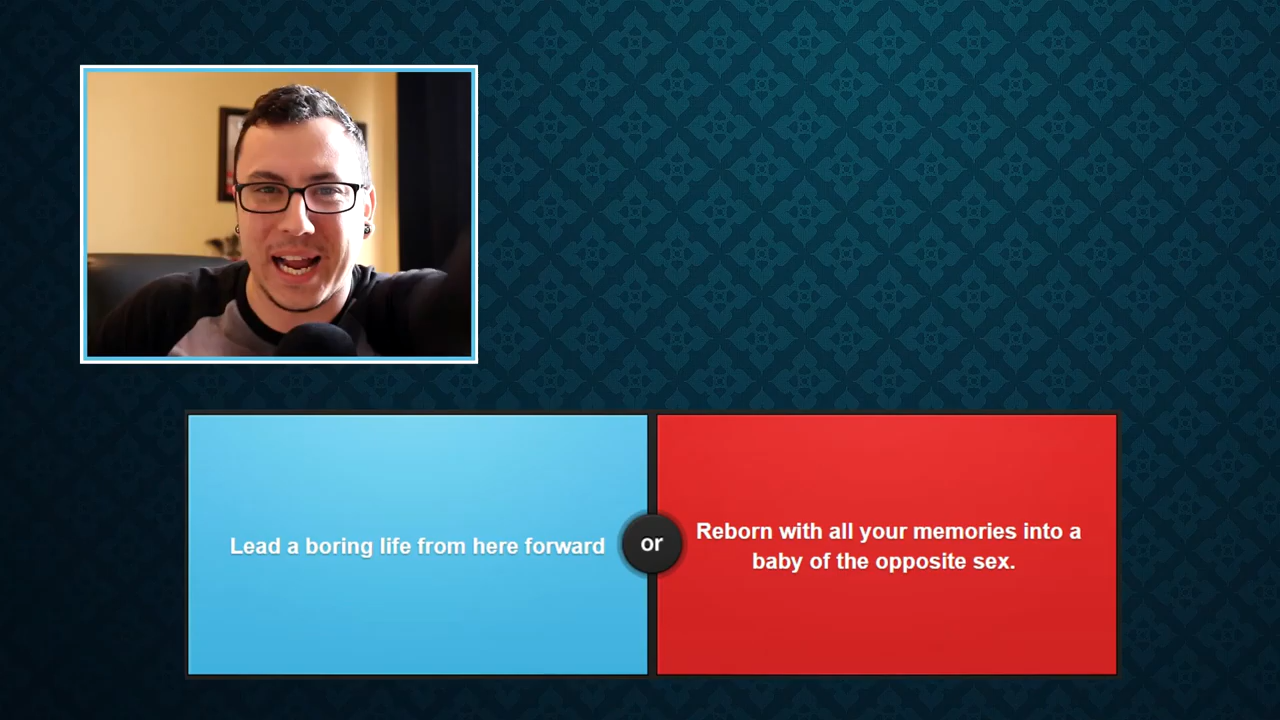 Lead a boring life from here forward
or
Reborn with all your memories into a
baby of the opposite sex.